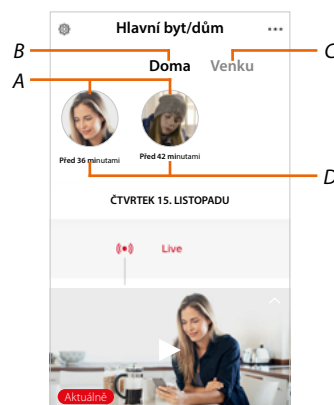 Hlavní byt/dům
B
C
Doma Venku
A
Před 36 minutami Před 42 minutami
D
ČTVRTEK 15. LISTOPADU
Live
Aktuálně